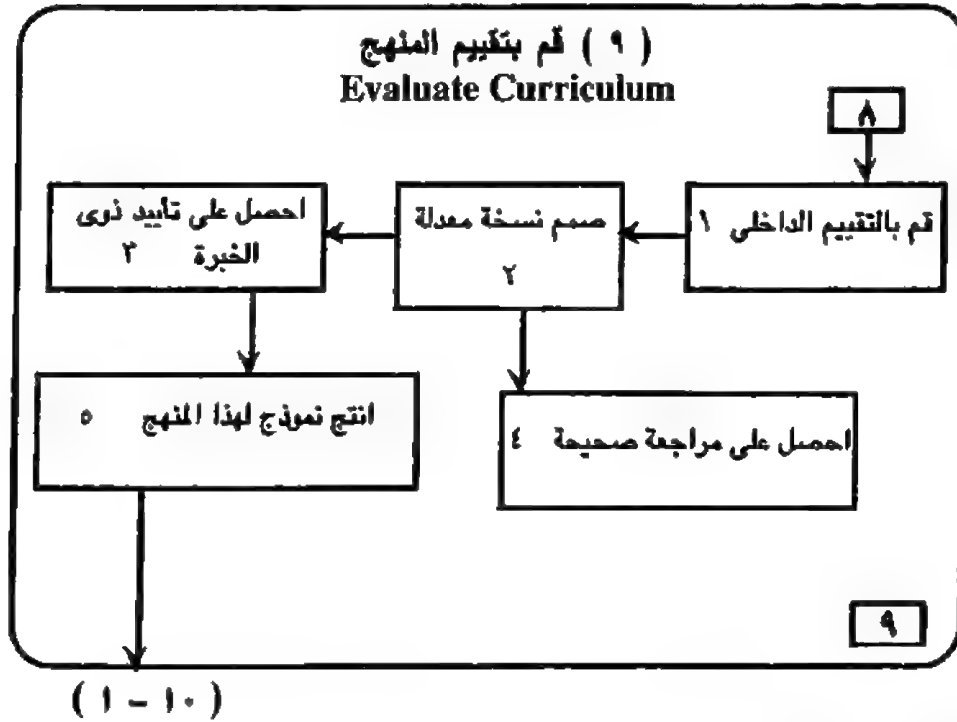 ( ٩ ) قم بتقييم المنهج
Evaluate Curriculum
٨
قم بالتقييم الداخلى ١
صمم نسخة معدلة
٢
احصل على تأييد ذوى
الخبرة ٣
احصل على مراجعة صحيحة ٤
انتج نموذج لهذا المنهج ٥
٩
( ١ - ١٠ )